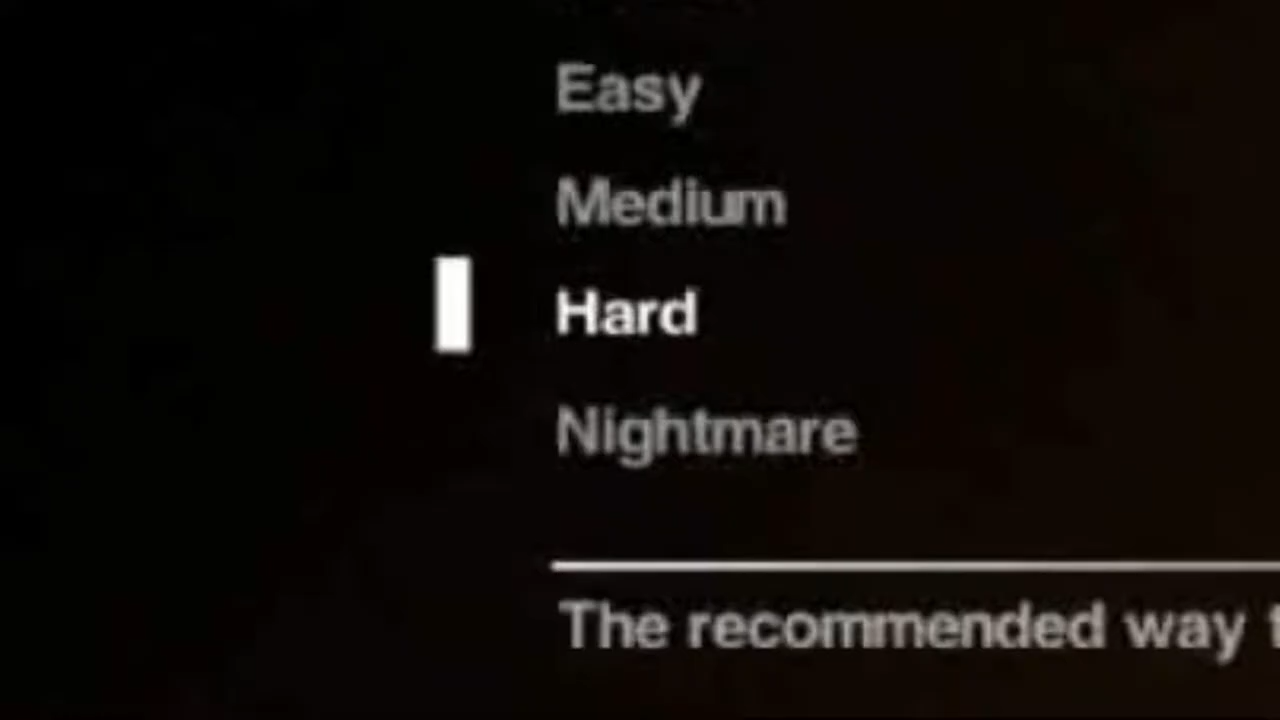 Easy
Medium
Hard
Nightmare
The recommended way